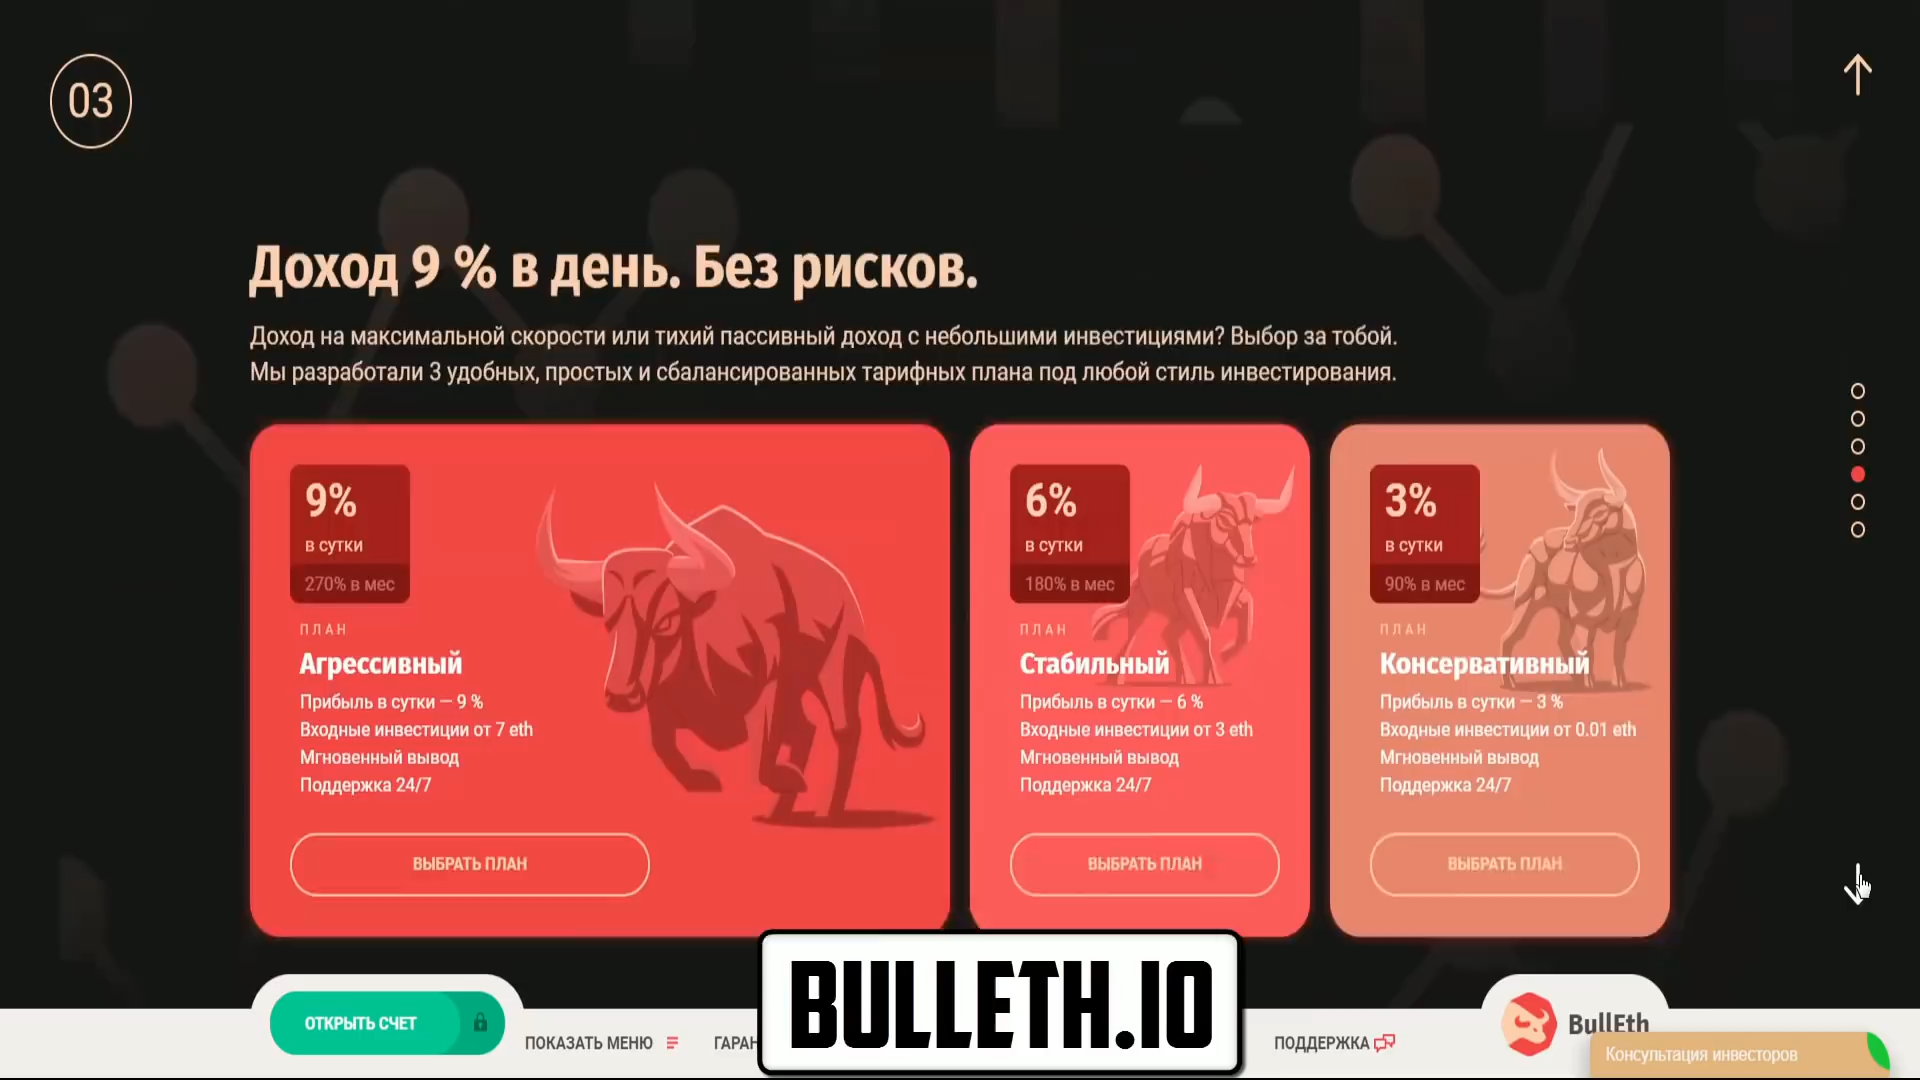 03
Доход 9 % в день. Без рисков.
Доход на максимальной скорости или тихий пассивный доход с небольшими инвестициями? Выбор за тобой.
Мы разработали 3 удобных, простых и сбалансированных тарифных плана под любой стиль инвестирования.
9%
в сутки
270% в мес
ПЛАН
Агрессивный
Прибыль в сутки — 9 %
Входные инвестиции от 7 eth
Мгновенный вывод
Поддержка 24/7
ВЫБРАТЬ ПЛАН
6%
в сутки
180% в мес
ПЛАН
Стабильный
Прибыль в сутки — 6 %
Входные инвестиции от 3 eth
Мгновенный вывод
Поддержка 24/7
ВЫБРАТЬ ПЛАН
3%
в сутки
90% в мес
ПЛАН
Консервативный
Прибыль в сутки — 3 %
Входные инвестиции от 0.01 eth
Мгновенный вывод
Поддержка 24/7
ВЫБРАТЬ ПЛАН
ОТКРЫТЬ СЧЕТ
ПОКАЗАТЬ МЕНЮ
BULLETH.IO
ПОДДЕРЖКА
BullEth
Консультация инвесторов